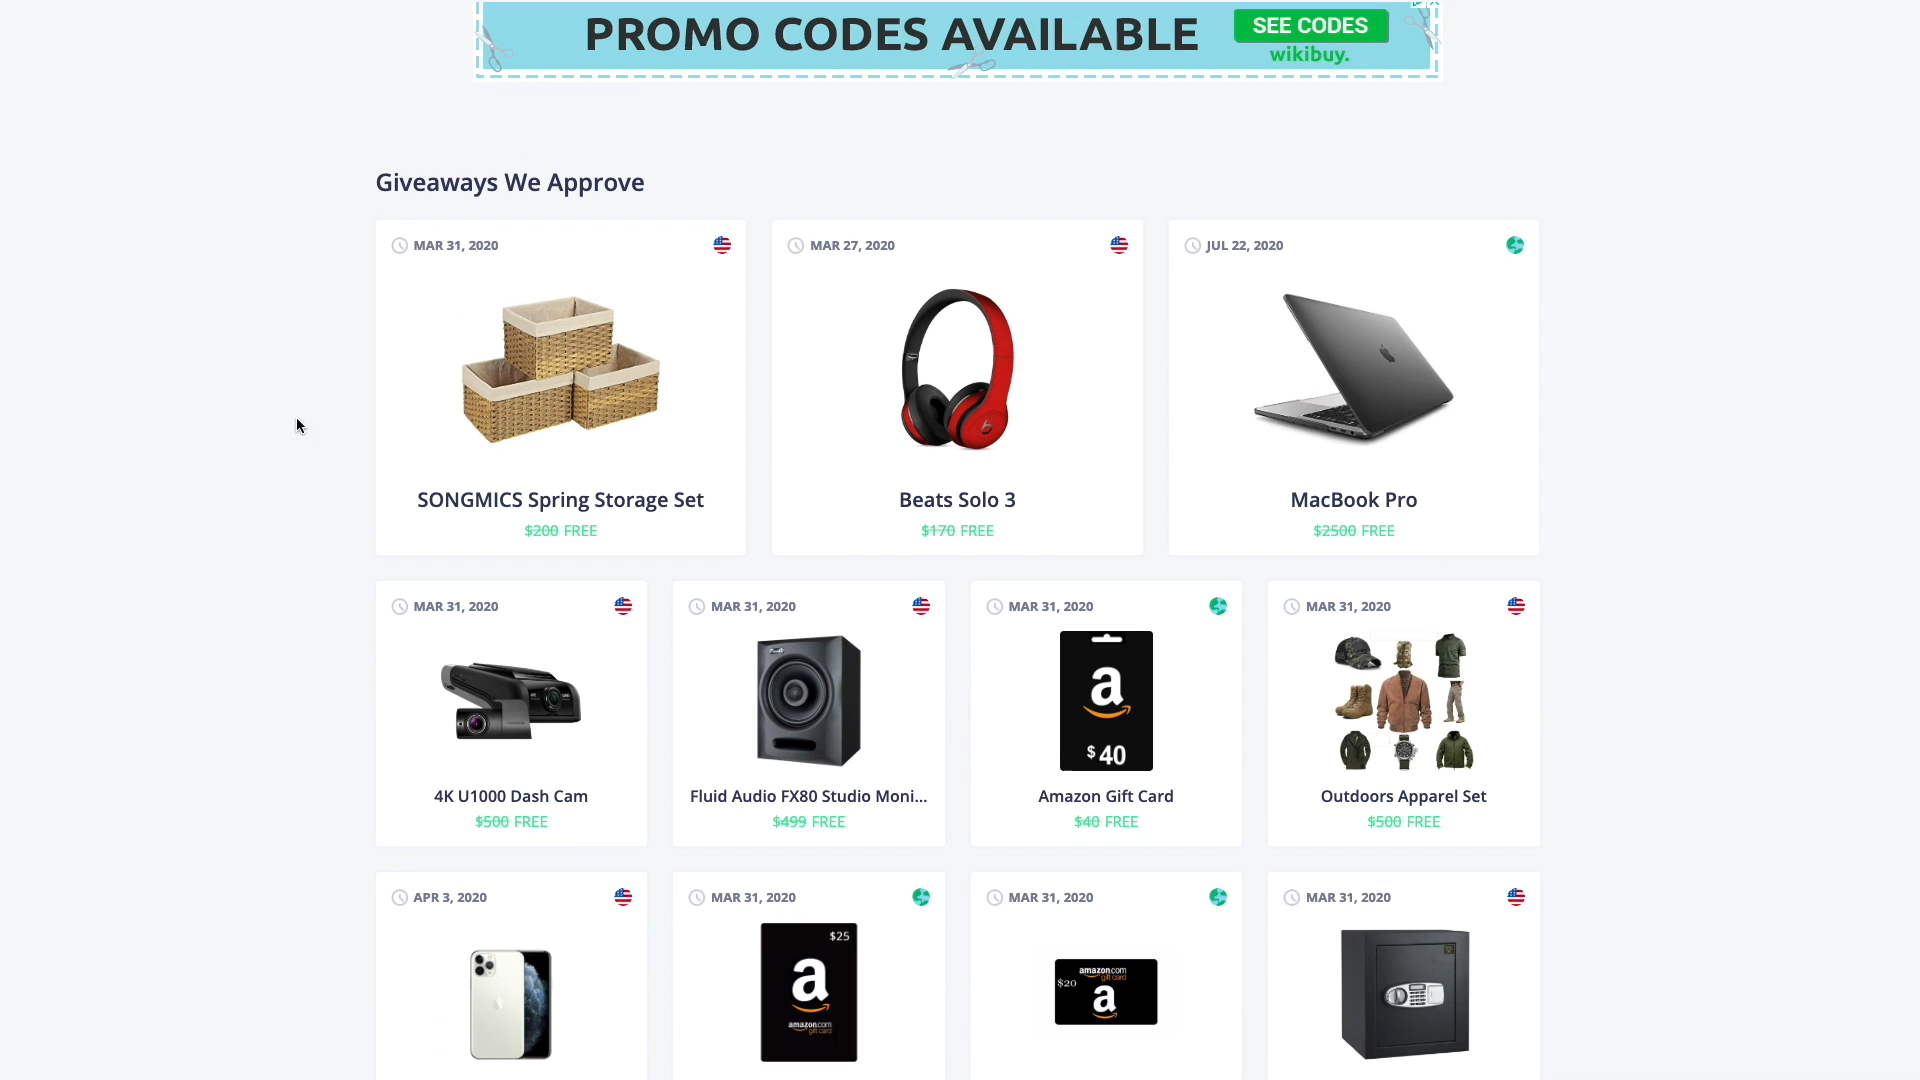 PROMO CODES AVAILABLE
SEE CODES
wikibuy.
Giveaways We Approve
MAR 31, 2020
MAR 27, 2020
JUL 22, 2020
SONGMICS Spring Storage Set
Beats Solo 3
MacBook Pro
$200 FREE
$170 FREE
$2500 FREE
MAR 31, 2020
MAR 31, 2020
MAR 31, 2020
MAR 31, 2020
a
$40
4K U1000 Dash Cam
Fluid Audio FX80 Studio Moni...
Amazon Gift Card
Outdoors Apparel Set
$500 FREE
$499 FREE
$40 FREE
$500 FREE
APR 3, 2020
MAR 31, 2020
MAR 31, 2020
MAR 31, 2020
$25
a
amazon.com
gift card
amazon.com
gift card
$20
a